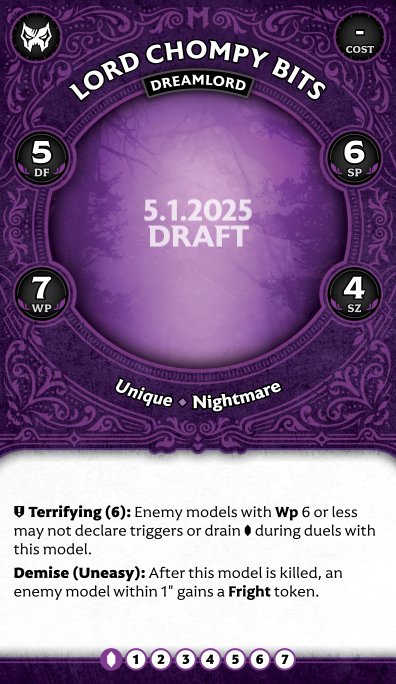 -
COST
LORD CHOMPY BITS
DREAMLORD
5
DF
6
SP
5.1.2025
DRAFT
7
WP
4
SZ
Unique ⬥ Nightmare
Terrifying (6): Enemy models with Wp 6 or less
may not declare triggers or drain during duels with
this model.
Demise (Uneasy): After this model is killed, an
enemy model within 1" gains a Fright token.
1 2 3 4 5 6 7